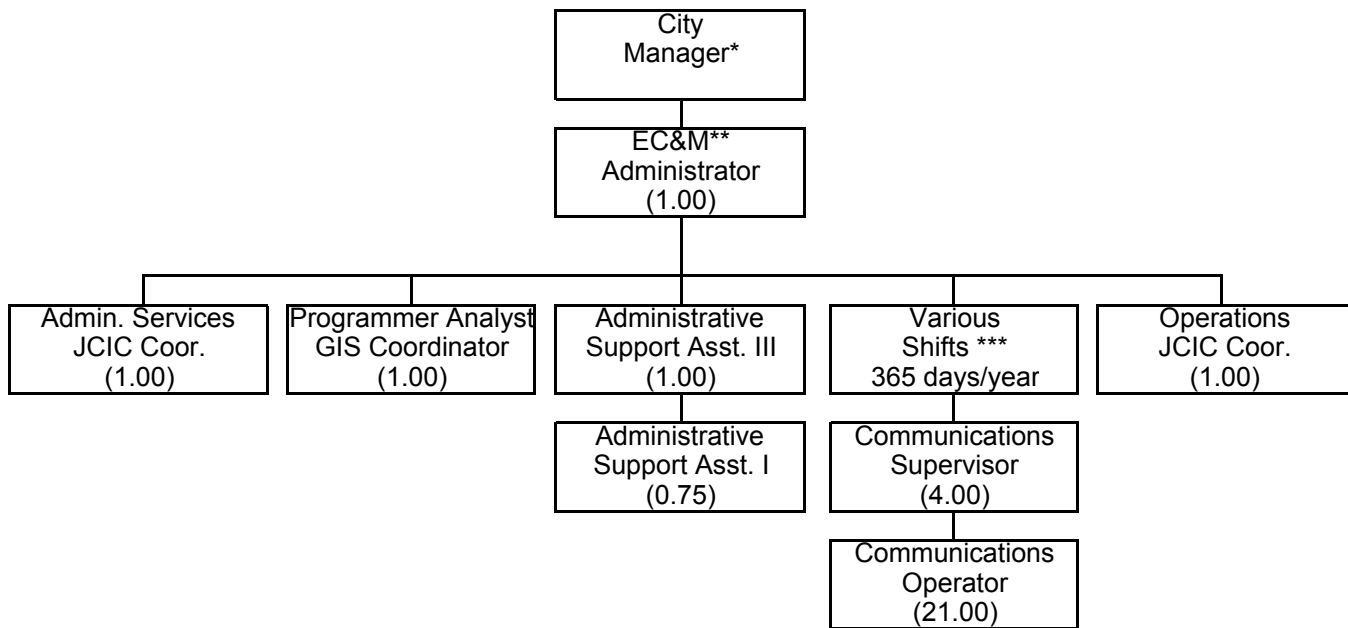 City
Manager*
EC&M**
Administrator
(1.00)
Admin. Services
JCIC Coor.
(1.00)
Programmer Analyst
GIS Coordinator
(1.00)
Administrative
Support Asst. III
(1.00)
Various
Shifts ***
365 days/year
Operations
JCIC Coor.
(1.00)
Administrative
Support Asst. I
(0.75)
Communications
Supervisor
(4.00)
Communications
Operator
(21.00)